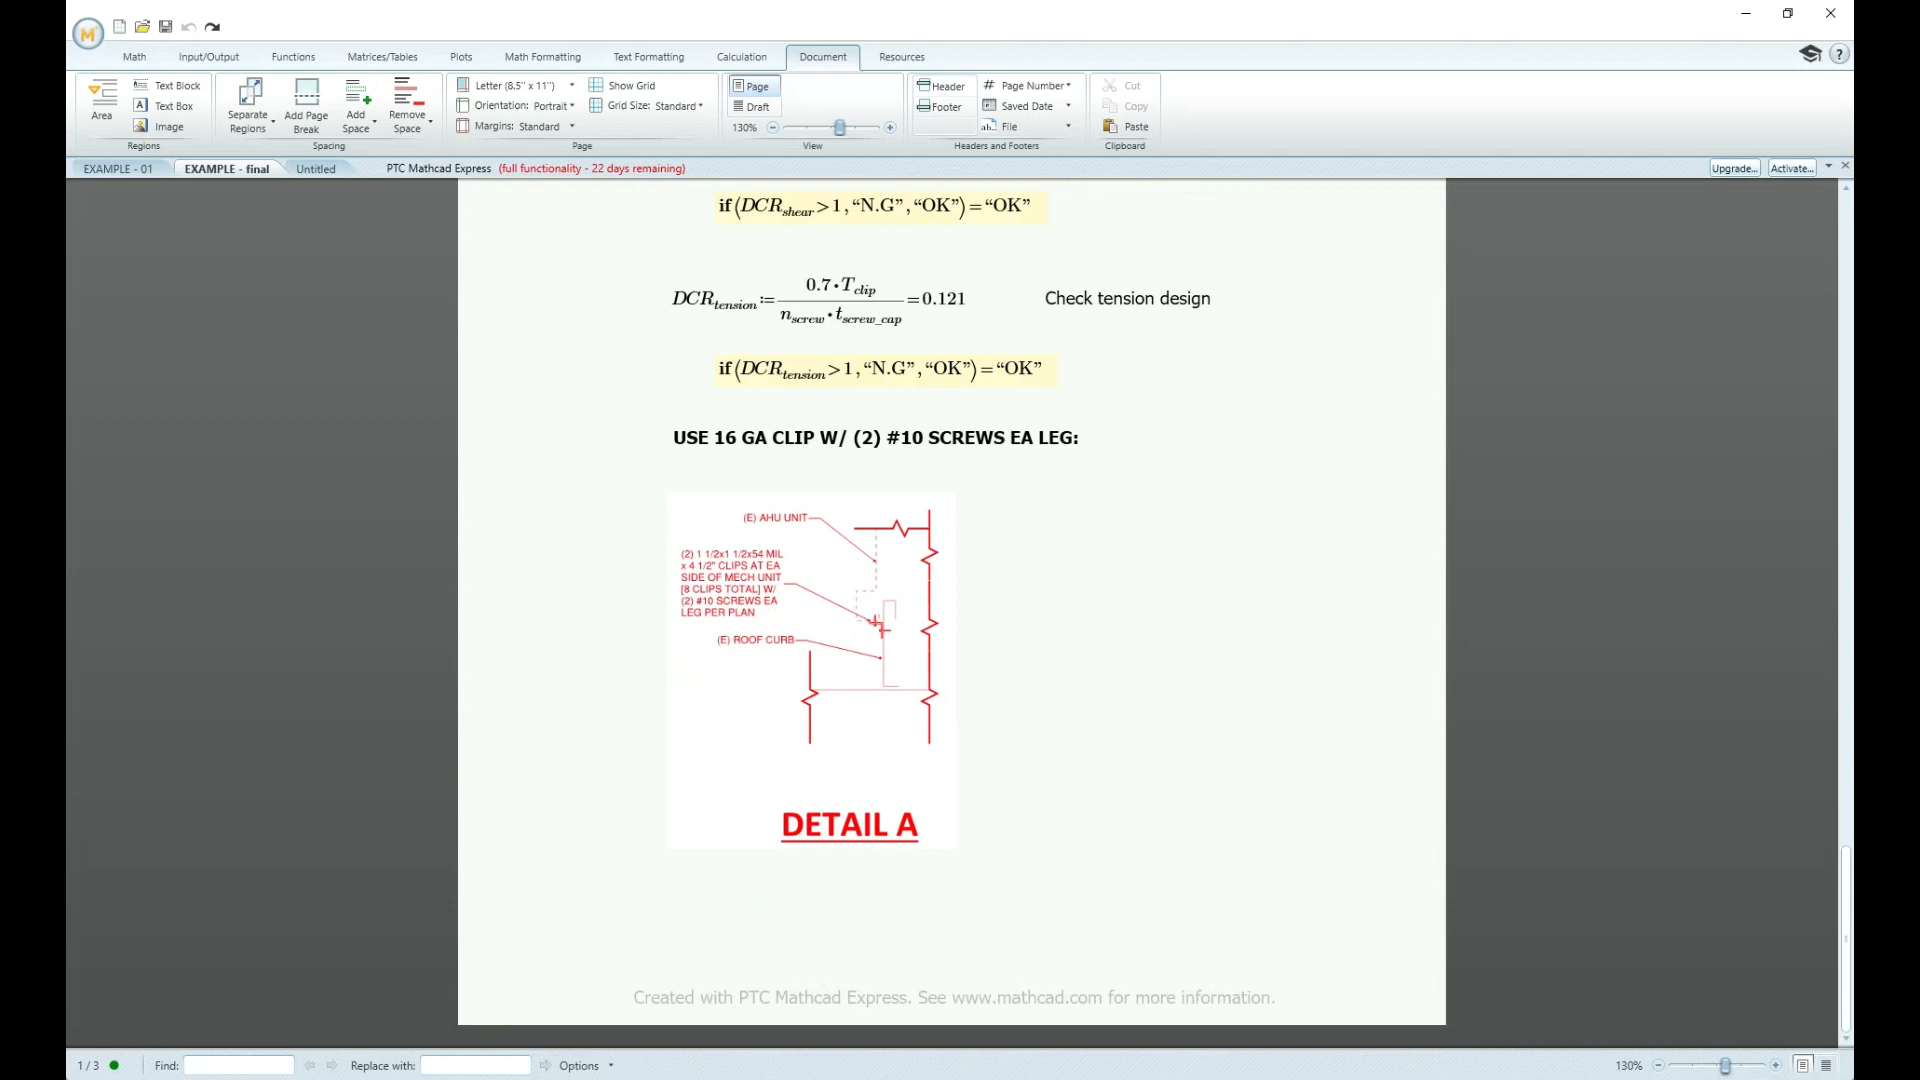 M
Math Input/Output Functions Matrices/Tables Plots Math Formatting Text Formatting Calculation Document Resources
?
Area
Text Block
Text Box
Image
Regions
Separate Regions
Add Page Break
Add Space
Remove Space
Spacing
Letter (8.5" x 11")
Orientation: Portrait
Margins: Standard
Show Grid
Grid Size: Standard
Page
Page
Draft
130%
View
Header
Footer
# Page Number
Saved Date
ab.. File
Headers and Footers
Cut
Copy
Paste
Clipboard
EXAMPLE - 01 EXAMPLE - final Untitled PTC Mathcad Express (full functionality - 22 days remaining) Upgrade... Activate...
if(DCRshear>1,“N.G”,“OK”)=“OK”
DCRtension:=0.7•Tclip/nscrew•tscrew_cap=0.121 Check tension design
if(DCRtension>1,“N.G”,“OK”)=“OK”
USE 16 GA CLIP W/ (2) #10 SCREWS EA LEG:
(E) AHU UNIT
(2) 1 1/2x1 1/2x54 MIL
x 4 1/2" CLIPS AT EA
SIDE OF MECH UNIT
[8 CLIPS TOTAL] W/
(2) #10 SCREWS EA
LEG PER PLAN
(E) ROOF CURB
DETAIL A
Created with PTC Mathcad Express. See www.mathcad.com for more information.
1 / 3 Find: Replace with: Options 130%